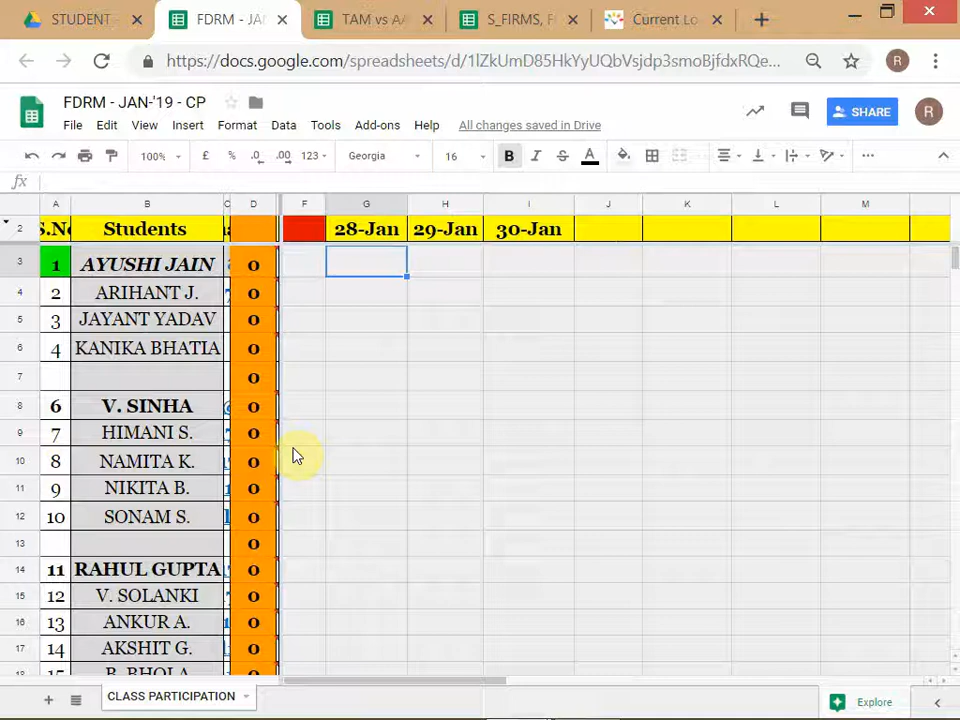 STUDENT
FDRM - JAN
TAM vs AA
S_FIRMS, F
Current Lo
https://docs.google.com/spreadsheets/d/1lZkUmD85HkYyUQbVsjdp3smoBjfdxRQe...
R
FDRM - JAN-'19 - CP
File Edit View Insert Format Data Tools Add-ons Help All changes saved in Drive
SHARE
R
100% £ % .0 .00 123 Georgia 16 B I S A
fx
A B C D F G H I J K L M
2 S.No Students 28-Jan 29-Jan 30-Jan
3 1 AYUSHI JAIN 0
4 2 ARIHANT J. 0
5 3 JAYANT YADAV 0
6 4 KANIKA BHATIA 0
7 0
8 6 V. SINHA 0
9 7 HIMANI S. 0
10 8 NAMITA K. 0
11 9 NIKITA B. 0
12 10 SONAM S. 0
13 0
14 11 RAHUL GUPTA 0
15 12 V. SOLANKI 0
16 13 ANKUR A. 0
17 14 AKSHIT G. 0
18 15 B. BHOLA 0
CLASS PARTICIPATION
Explore